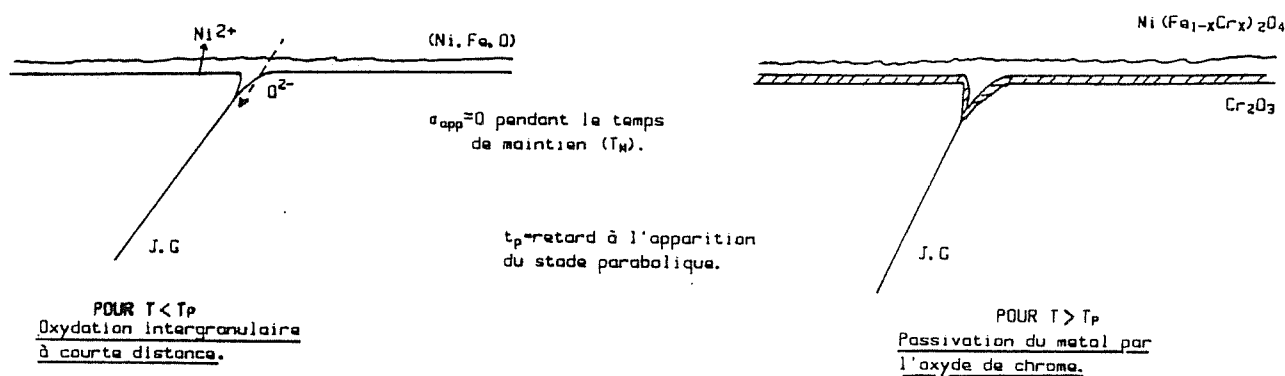 Ni2+
(Ni.Fe.O)
O2-
J.G
POUR T < Tp
Oxydation intergranulaire
à courte distance.
σapp=0 pendant le temps
de maintien (TM).
tp=retard à l'apparition
du stade parabolique.
Ni(Fe1-xCrx)2O4
Cr2O3
J.G
POUR T > Tp
Passivation du metal par
l'oxyde de chrome.